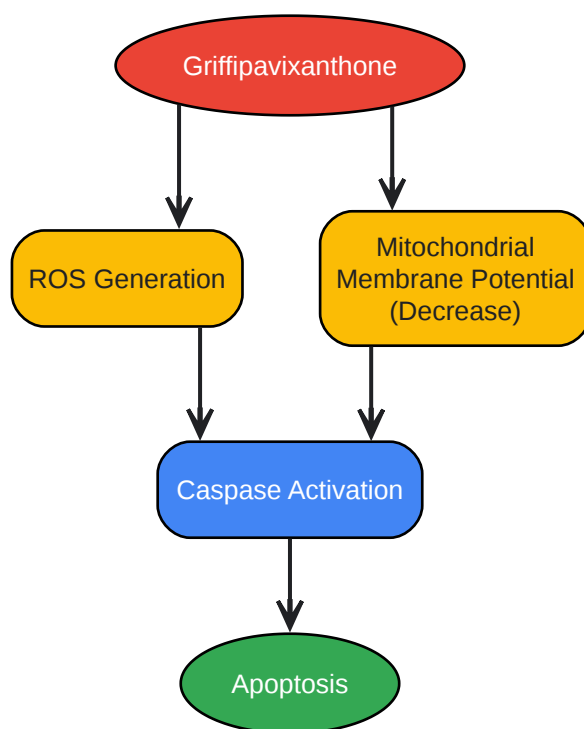 Griffipavixanthone
ROS Generation
Mitochondrial
Membrane Potential
(Decrease)
Caspase Activation
Apoptosis